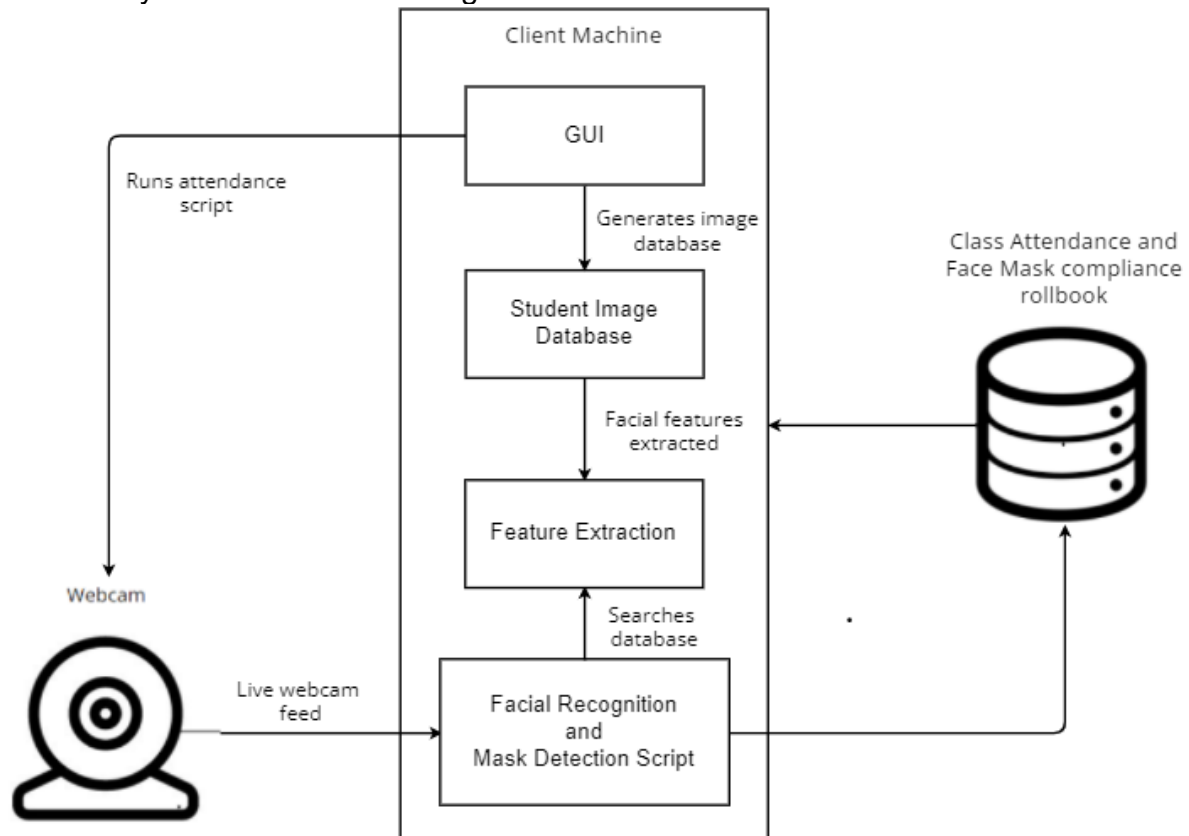 Client Machine
GUI
Runs attendance
script
Generates image
database
Class Attendance and
Face Mask compliance
rollbook
Student Image
Database
Facial features
extracted
Feature Extraction
Webcam
Searches
database
Live webcam
feed
Facial Recognition
and
Mask Detection Script